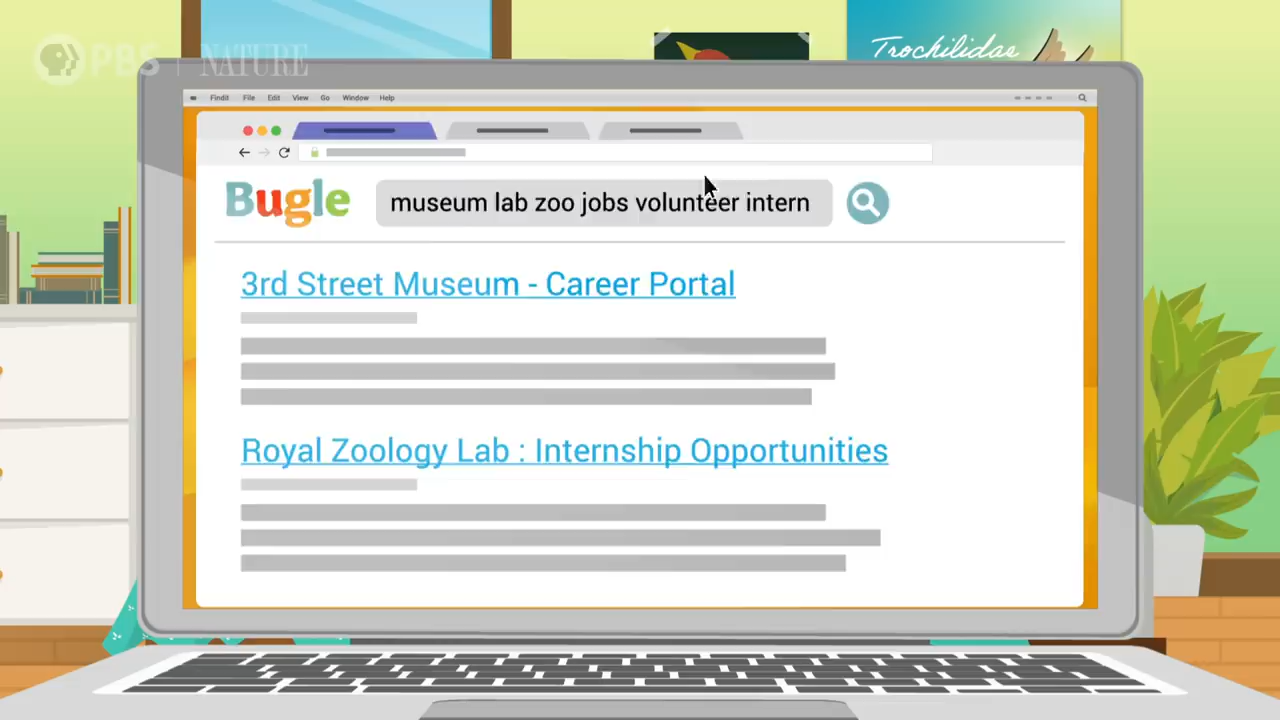 PBS | NATURE
Trochilidae
Findit File Edit View Go Window Help
Bugle
museum lab zoo jobs volunteer intern
3rd Street Museum - Career Portal
Royal Zoology Lab : Internship Opportunities